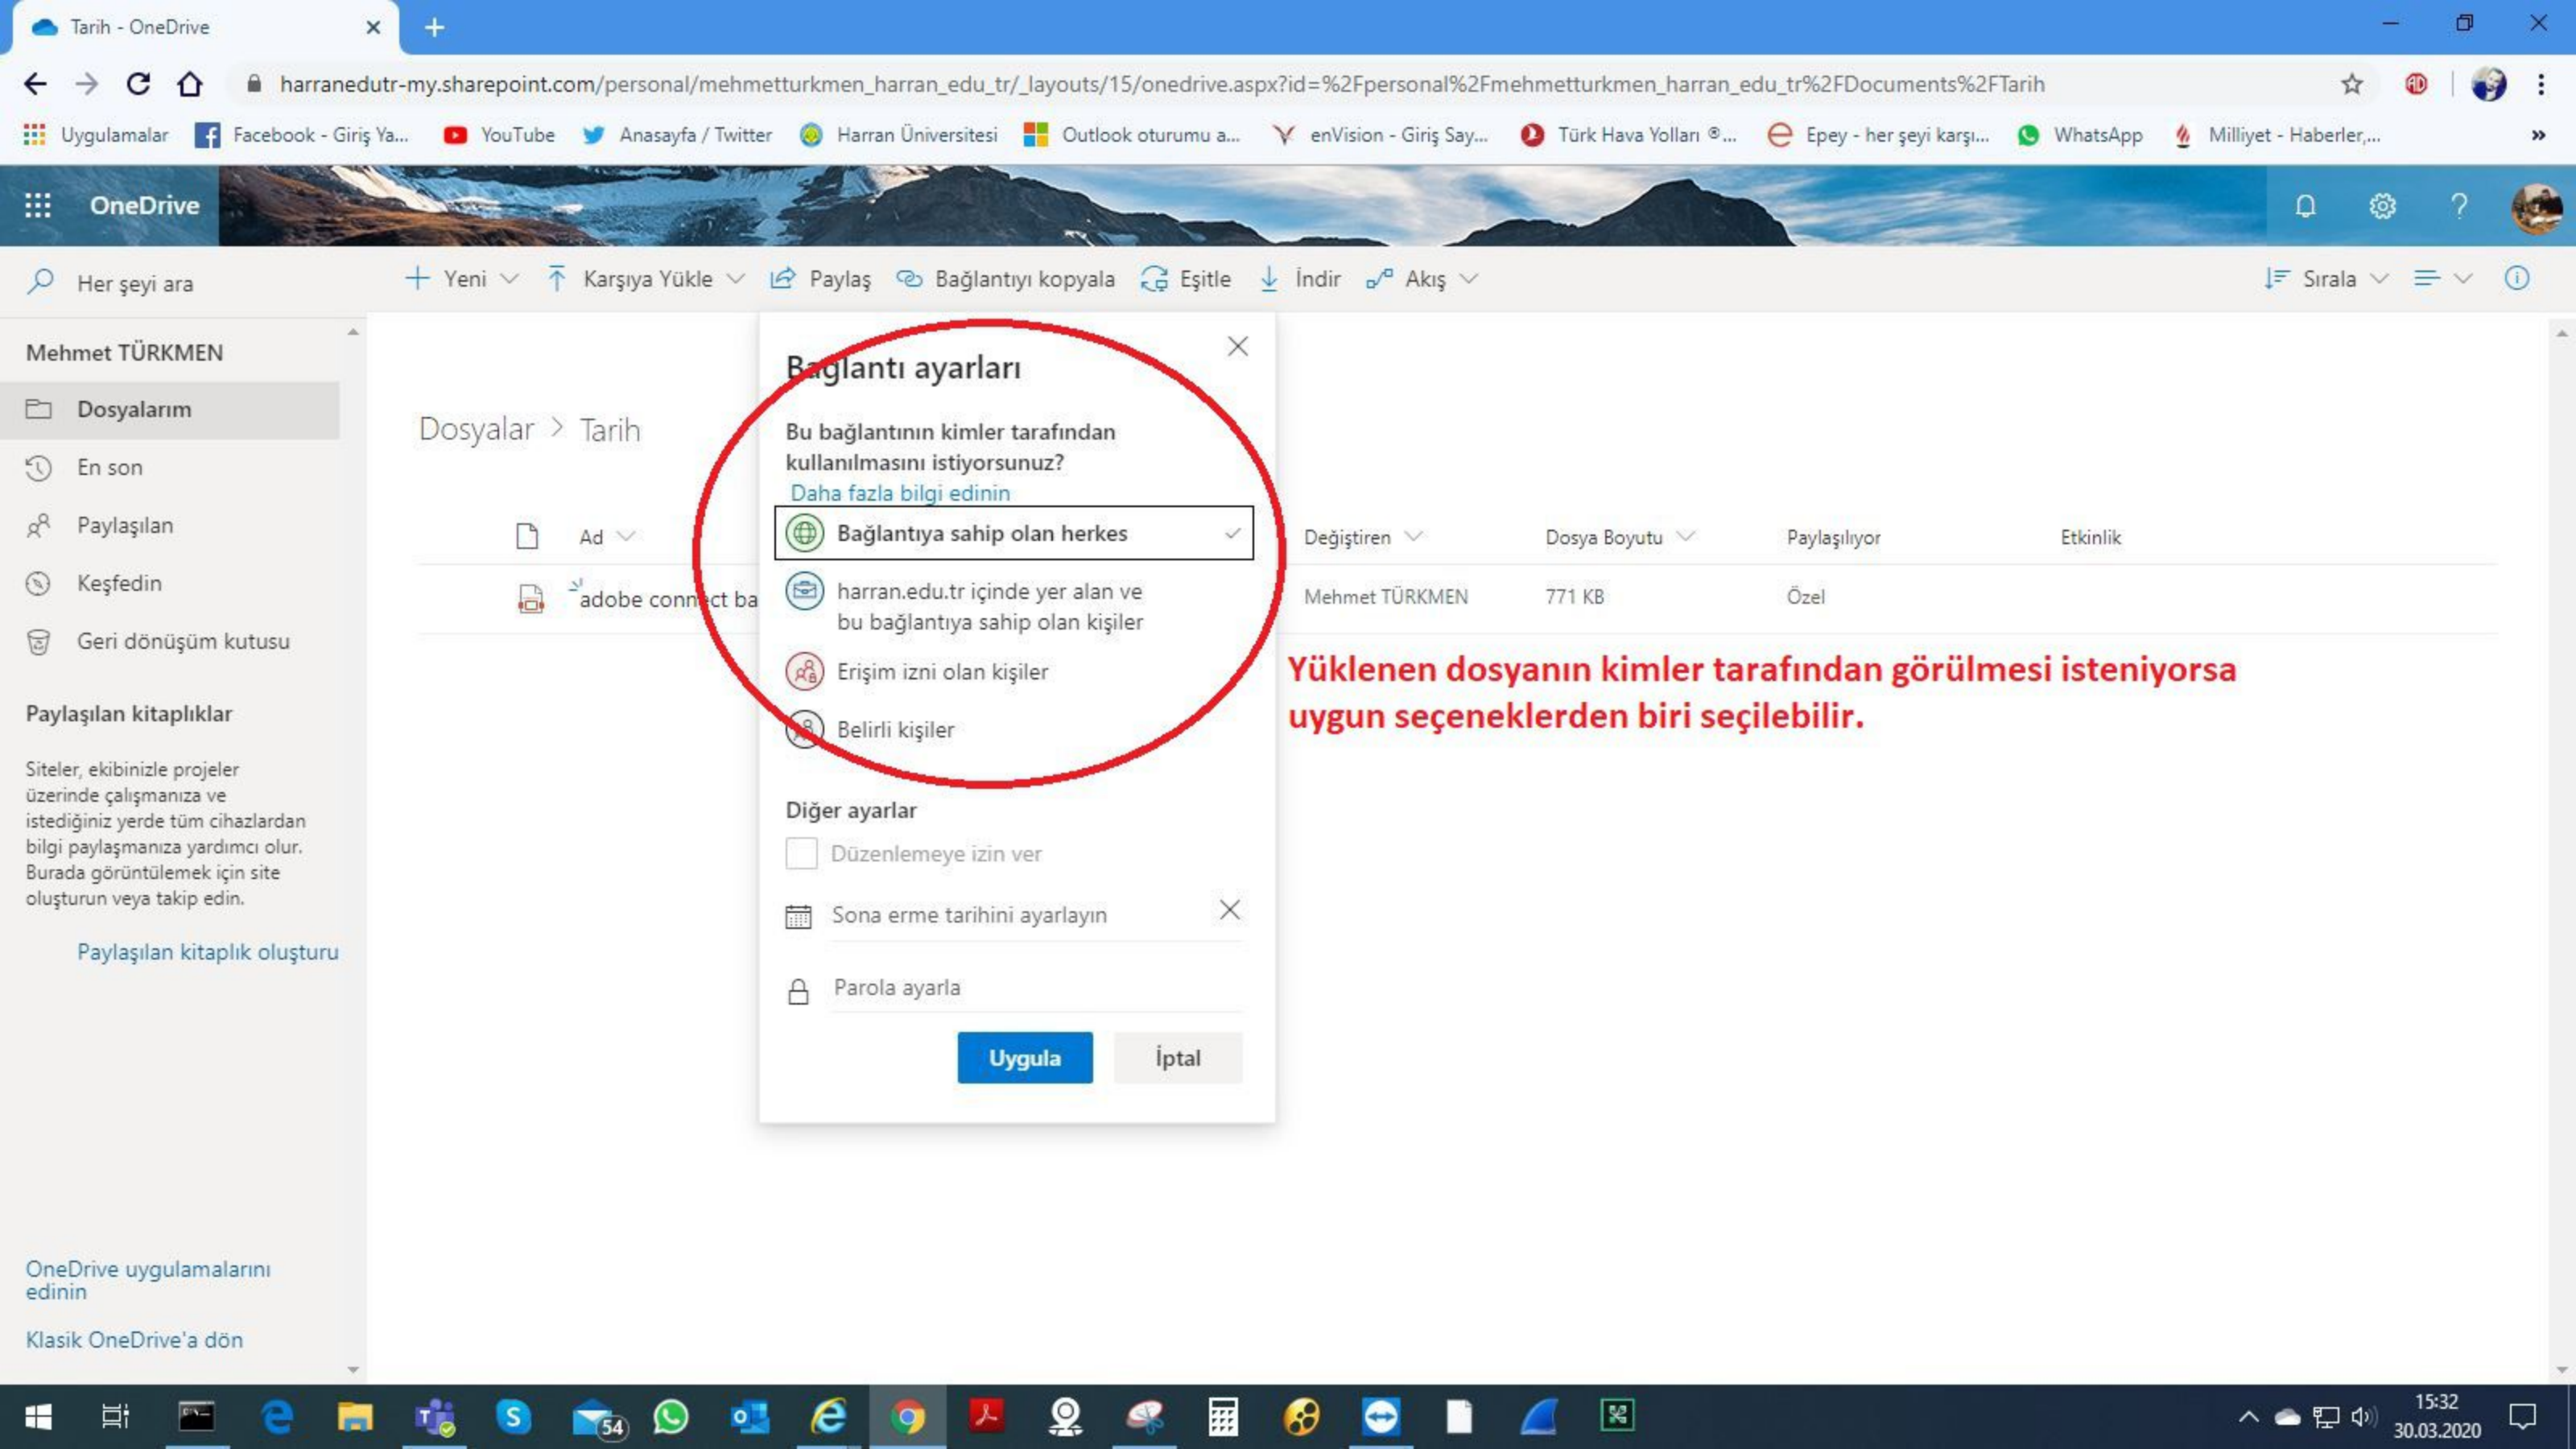 Tarih - OneDrive
harranedutr-my.sharepoint.com/personal/mehmetturkmen_harran_edu_tr/_layouts/15/onedrive.aspx?id=%2Fpersonal%2Fmehmetturkmen_harran_edu_tr%2FDocuments%2FTarih
Uygulamalar Facebook - Giriş Ya... YouTube Anasayfa / Twitter Harran Üniversitesi Outlook oturumu a... enVision - Giriş Say... Türk Hava Yolları ®... Epey - her şeyi karşı... WhatsApp Milliyet - Haberler,... »
OneDrive
Her şeyi ara
Yeni Karşıya Yükle Paylaş Bağlantıyı kopyala Eşitle İndir Akış Sırala
Mehmet TÜRKMEN
Dosyalarım
En son
Paylaşılan
Keşfedin
Geri dönüşüm kutusu
Paylaşılan kitaplıklar
Siteler, ekibinizle projeler
üzerinde çalışmanıza ve
istediğiniz yerde tüm cihazlardan
bilgi paylaşmanıza yardımcı olur.
Burada görüntülemek için site
oluşturun veya takip edin.
Paylaşılan kitaplık oluşturu
OneDrive uygulamalarını
edinin
Klasik OneDrive'a dön
Dosyalar > Tarih
Ad Değiştiren Dosya Boyutu Paylaşılıyor Etkinlik
adobe connect ba Mehmet TÜRKMEN 771 KB Özel
Bağlantı ayarları
Bu bağlantının kimler tarafından
kullanılmasını istiyorsunuz?
Daha fazla bilgi edinin
Bağlantıya sahip olan herkes
harran.edu.tr içinde yer alan ve
bu bağlantıya sahip olan kişiler
Erişim izni olan kişiler
Belirli kişiler
Diğer ayarlar
Düzenlemeye izin ver
Sona erme tarihini ayarlayın
Parola ayarla
Uygula İptal
Yüklenen dosyanın kimler tarafından görülmesi isteniyorsa
uygun seçeneklerden biri seçilebilir.
54
15:32
30.03.2020